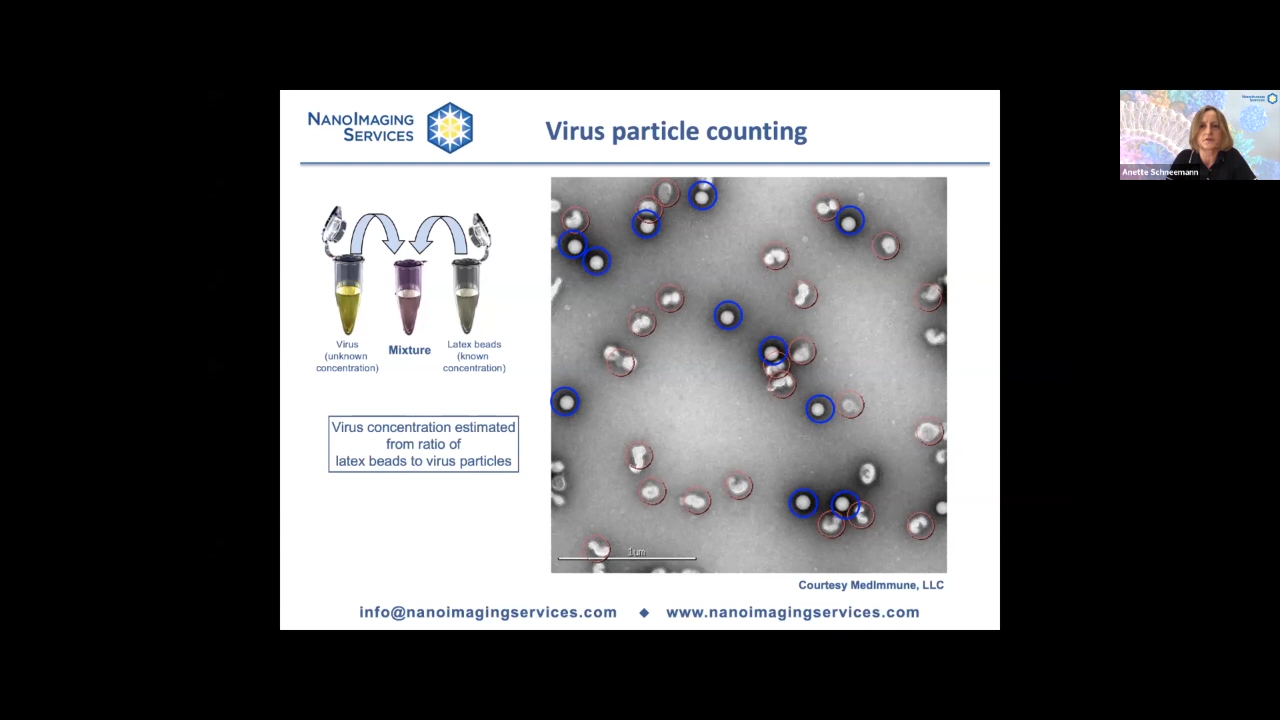 NANOIMAGING
SERVICES
Virus particle counting
Virus
(unknown
concentration)
Mixture
Latex beads
(known
concentration)
Virus concentration estimated
from ratio of
latex beads to virus particles
1um
Courtesy MedImmune, LLC
info@nanoimagingservices.com ◆ www.nanoimagingservices.com
Anette Schneemann